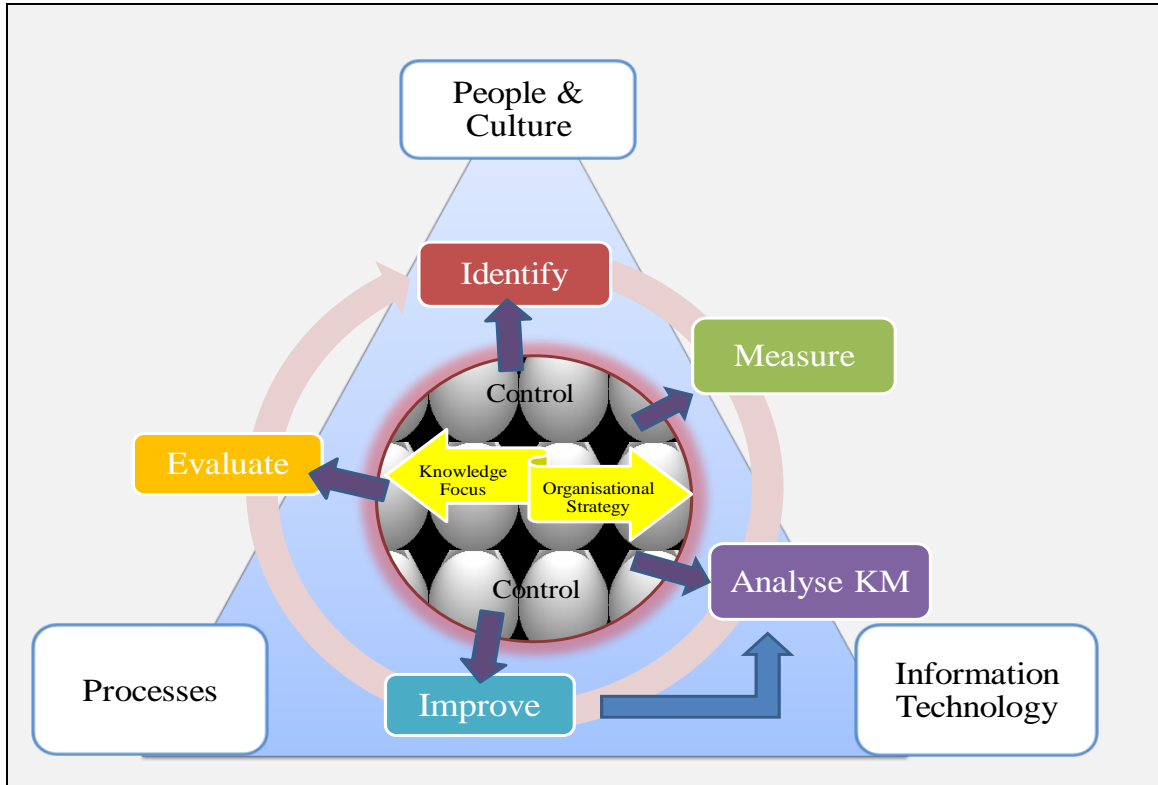 People &
Culture
Identify
Measure
Control
Evaluate
Knowledge
Focus
Organisational
Strategy
Control
Analyse KM
Processes
Improve
Information
Technology